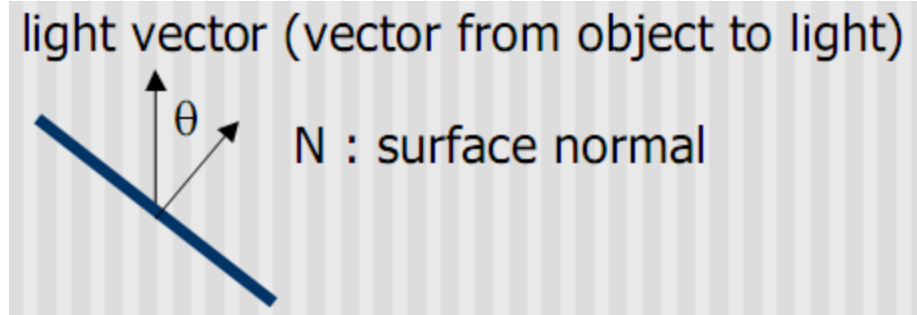 light vector (vector from object to light)
θ
N : surface normal